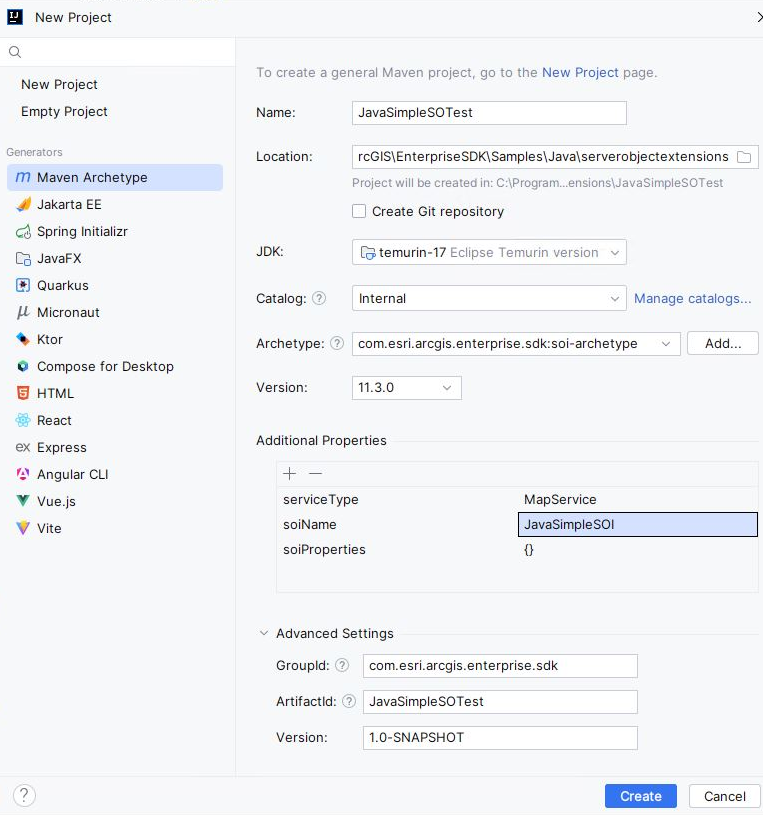 New Project
New Project
Empty Project
Generators
Maven Archetype
Jakarta EE
Spring Initializr
JavaFX
Quarkus
Micronaut
Ktor
Compose for Desktop
HTML
React
ex Express
Angular CLI
Vue.js
Vite
To create a general Maven project, go to the New Project page.
Name: JavaSimpleSOTest
Location: rcGIS\EnterpriseSDK\Samples\Java\serverobjectextensions
Project will be created in: C:\Program...ensions\JavaSimpleSOTest
Create Git repository
JDK: temurin-17 Eclipse Temurin version
Catalog: ? Internal Manage catalogs...
Archetype: ? com.esri.arcgis.enterprise.sdk:soi-archetype Add...
Version: 11.3.0
Additional Properties
serviceType MapService
soiName JavaSimpleSOI
soiProperties {}
Advanced Settings
GroupId: ? com.esri.arcgis.enterprise.sdk
ArtifactId: ? JavaSimpleSOTest
Version: 1.0-SNAPSHOT
? Create Cancel